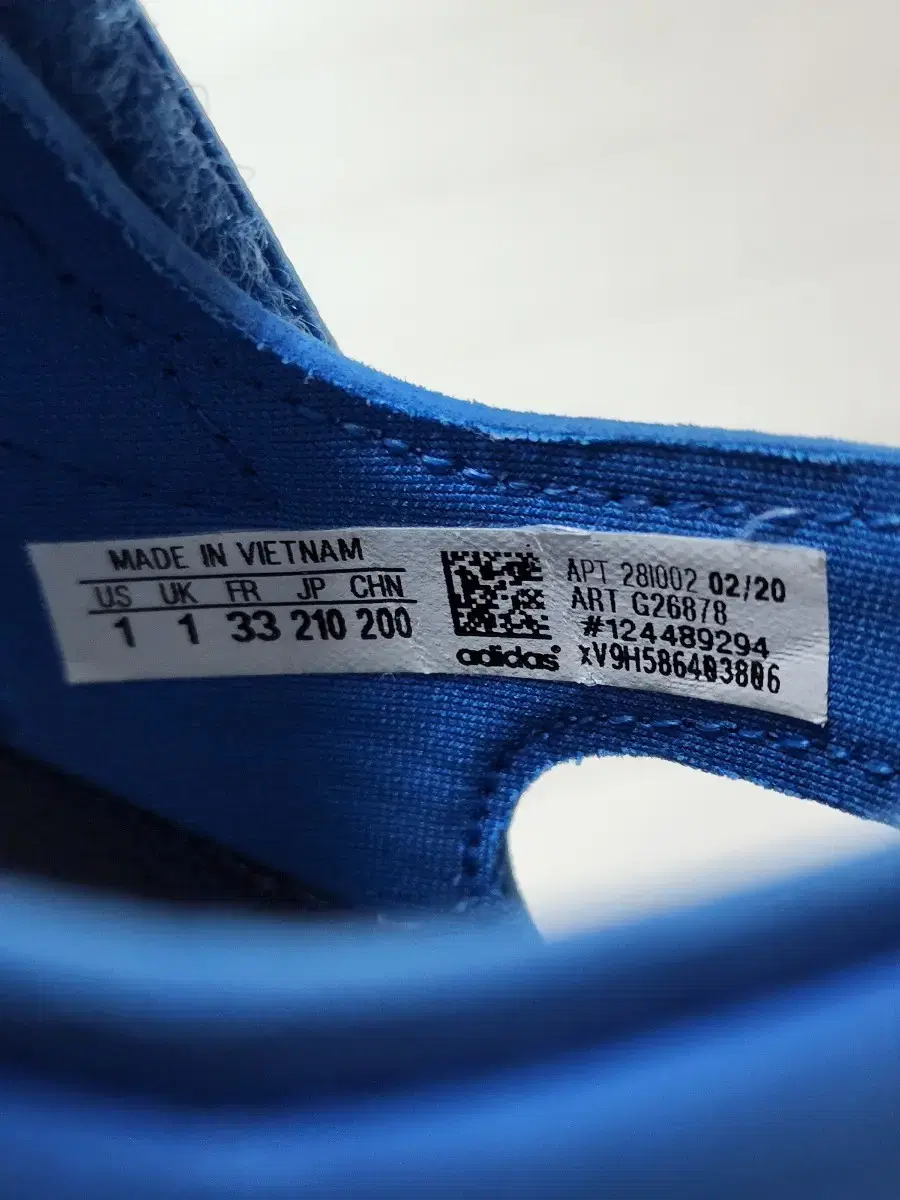 MADE IN VIETNAM
US UK FR JP CHN
1 1 33 210 200
adidas
APT 28I002 02/20
ART G26878
#124489294
xV9H586403806